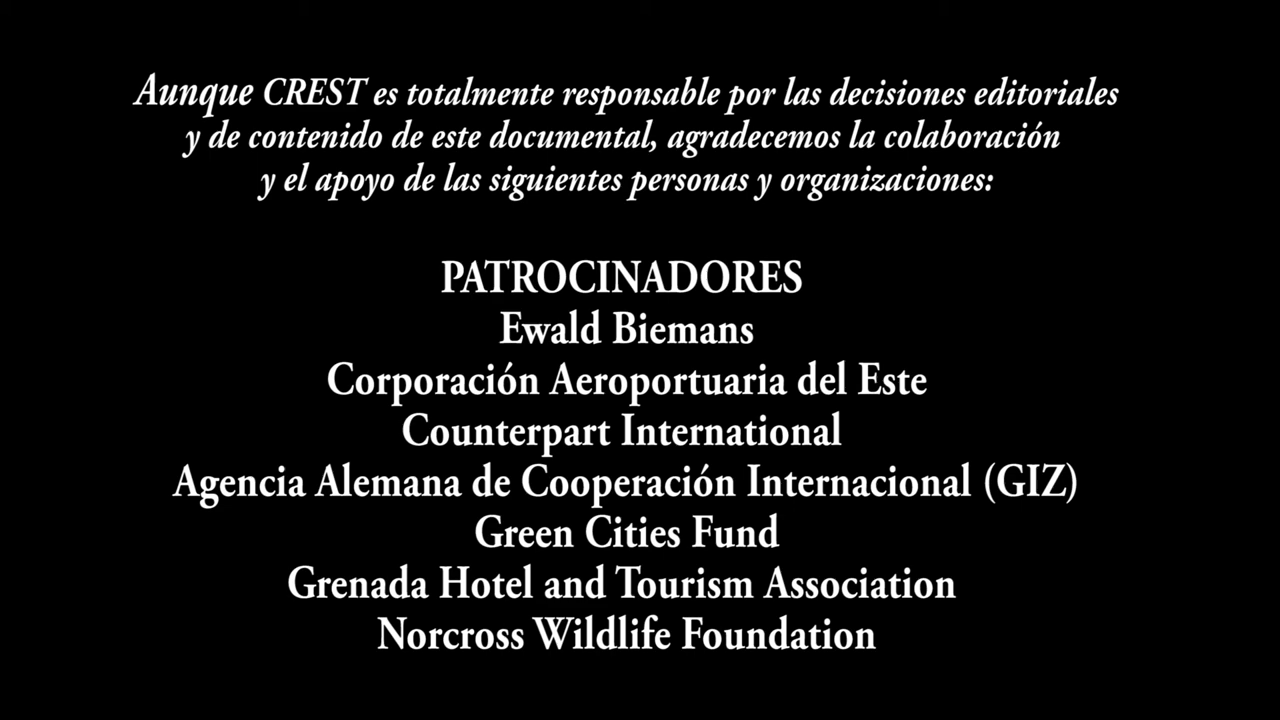 Aunque CREST es totalmente responsable por las decisiones editoriales
y de contenido de este documental, agradecemos la colaboración
y el apoyo de las siguientes personas y organizaciones:
PATROCINADORES
Ewald Biemans
Corporación Aeroportuaria del Este
Counterpart International
Agencia Alemana de Cooperación Internacional (GIZ)
Green Cities Fund
Grenada Hotel and Tourism Association
Norcross Wildlife Foundation